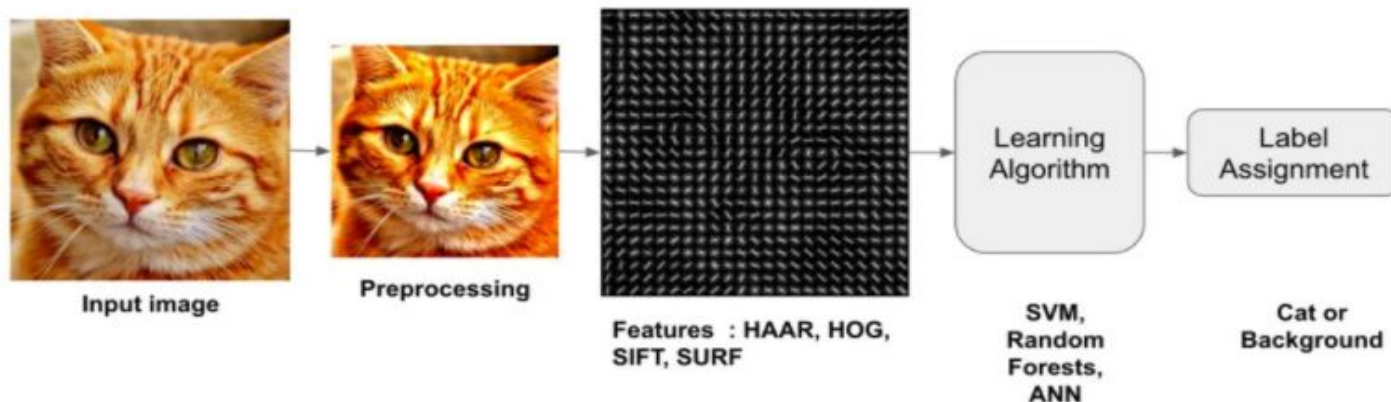 Input image
Preprocessing
Features : HAAR, HOG,
SIFT, SURF
Learning
Algorithm
SVM,
Random
Forests,
ANN
Label
Assignment
Cat or
Background